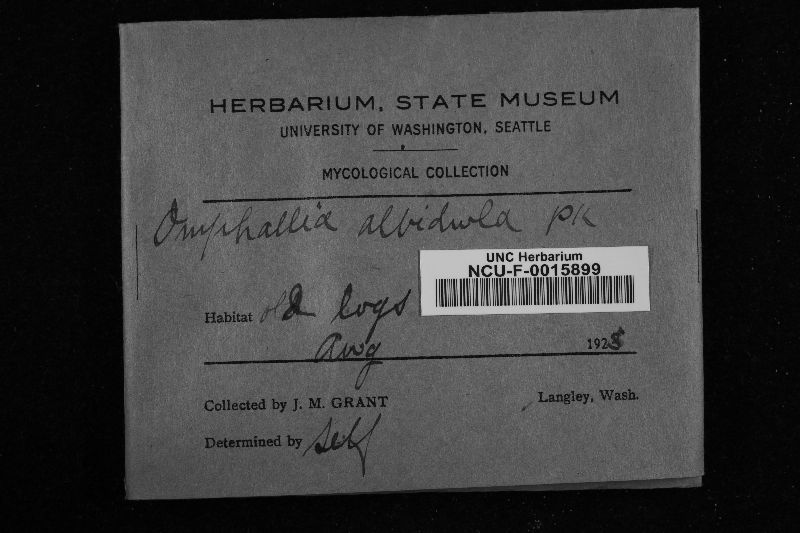 HERBARIUM, STATE MUSEUM
UNIVERSITY OF WASHINGTON, SEATTLE
MYCOLOGICAL COLLECTION
Omphallia albidula Pk
UNC Herbarium
NCU-F-0015899
Habitat old logs
Aug 1925
Collected by J. M. GRANT Langley, Wash.
Determined by Self